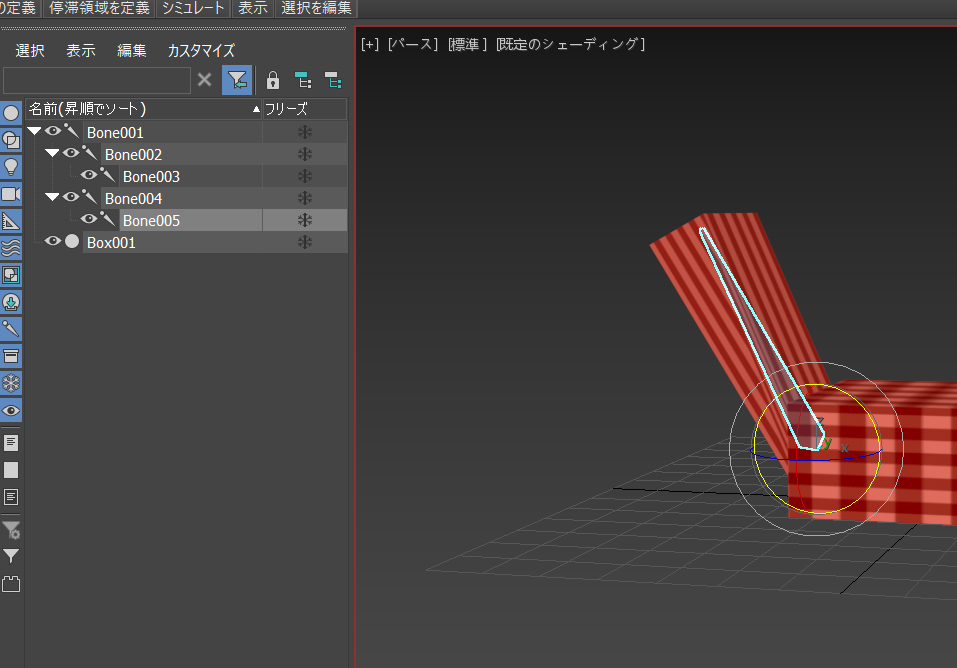 の定義 停滞領域を定義 シミュレート 表示 選択を編集
選択 表示 編集 カスタマイズ
[+] [パース] [標準] [既定のシェーディング]
名前(昇順でソート) フリーズ
Bone001
Bone002
Bone003
Bone004
Bone005
Box001
z
y
x